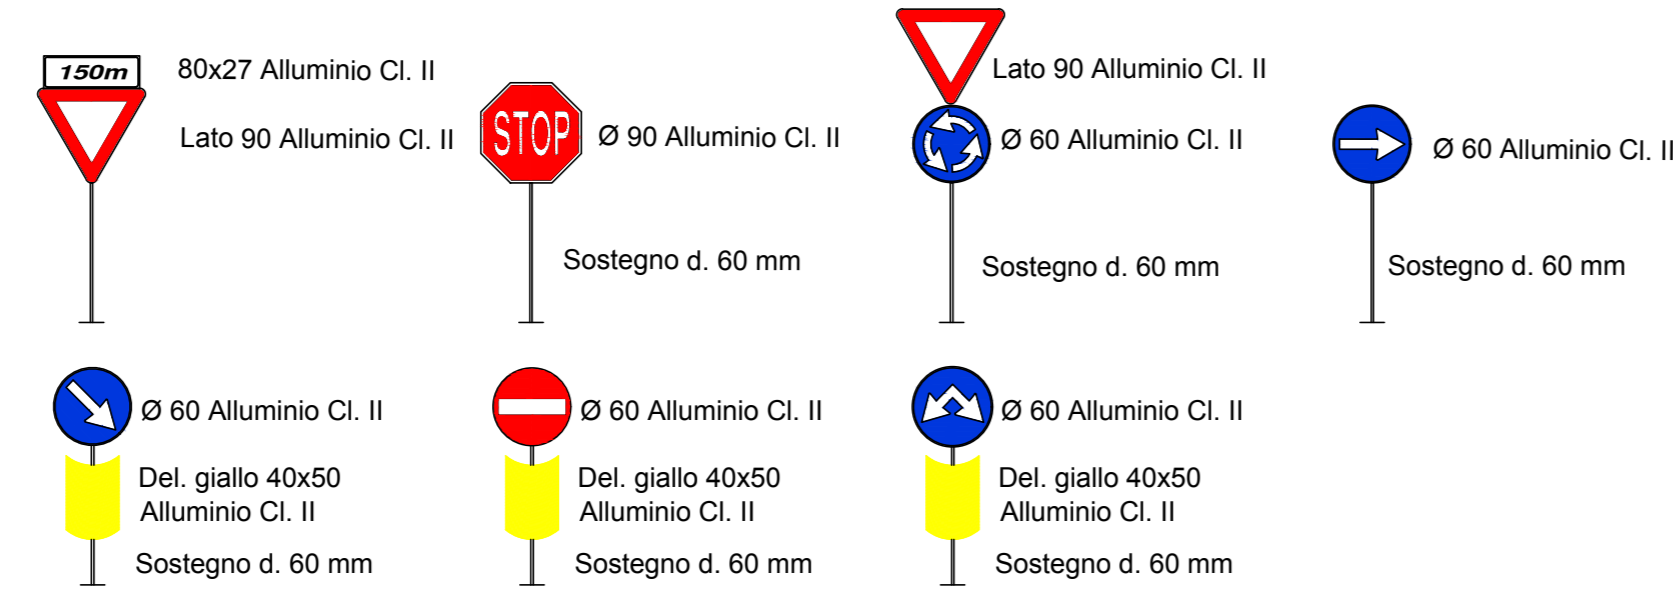 150m
80x27 Alluminio Cl. II
Lato 90 Alluminio Cl. II
STOP
Ø 90 Alluminio Cl. II
Sostegno d. 60 mm
Lato 90 Alluminio Cl. II
Ø 60 Alluminio Cl. II
Sostegno d. 60 mm
Ø 60 Alluminio Cl. II
Sostegno d. 60 mm
Ø 60 Alluminio Cl. II
Del. giallo 40x50
Alluminio Cl. II
Sostegno d. 60 mm
Ø 60 Alluminio Cl. II
Del. giallo 40x50
Alluminio Cl. II
Sostegno d. 60 mm
Ø 60 Alluminio Cl. II
Del. giallo 40x50
Alluminio Cl. II
Sostegno d. 60 mm